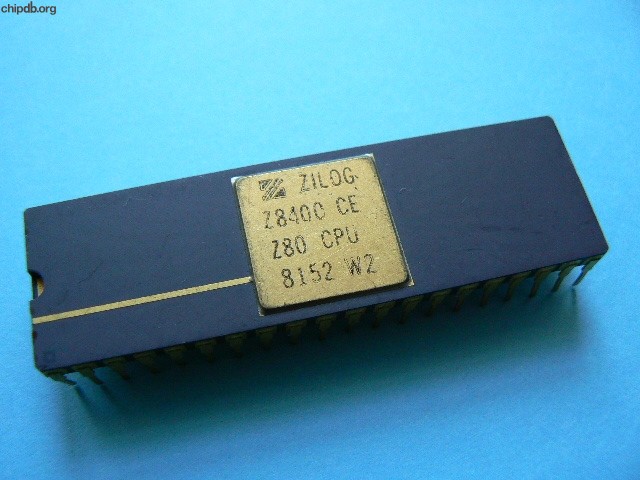 chipdb.org
ZILOG
Z8400 CE
Z80 CPU
8152 W2